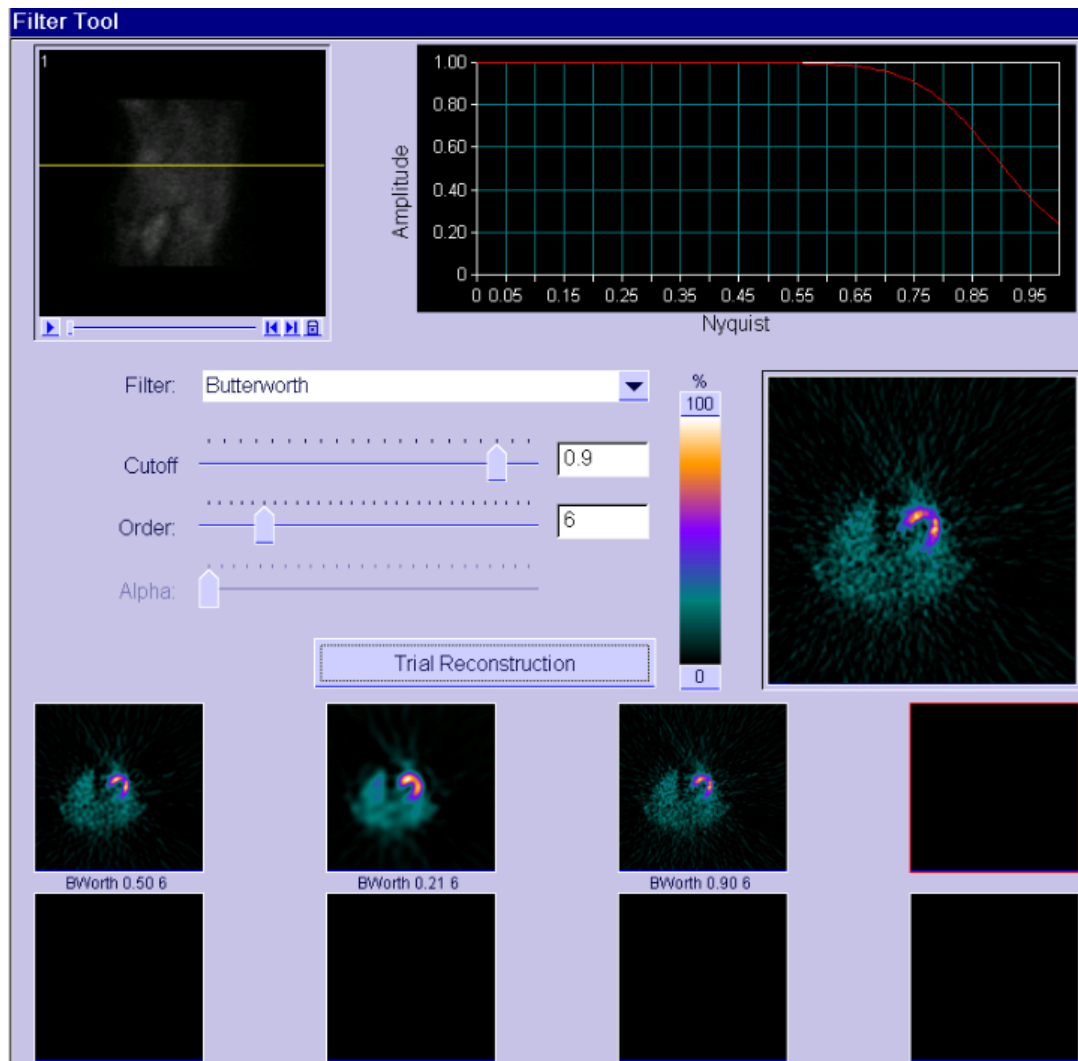 Filter Tool
1
Amplitude
1.00
0.80
0.60
0.40
0.20
0
0 0.05 0.15 0.25 0.35 0.45 0.55 0.65 0.75 0.85 0.95
Nyquist
Filter: Butterworth
%
100
Cutoff 0.9
Order: 6
Alpha:
Trial Reconstruction
0
BWorth 0.50 6 BWorth 0.21 6 BWorth 0.90 6